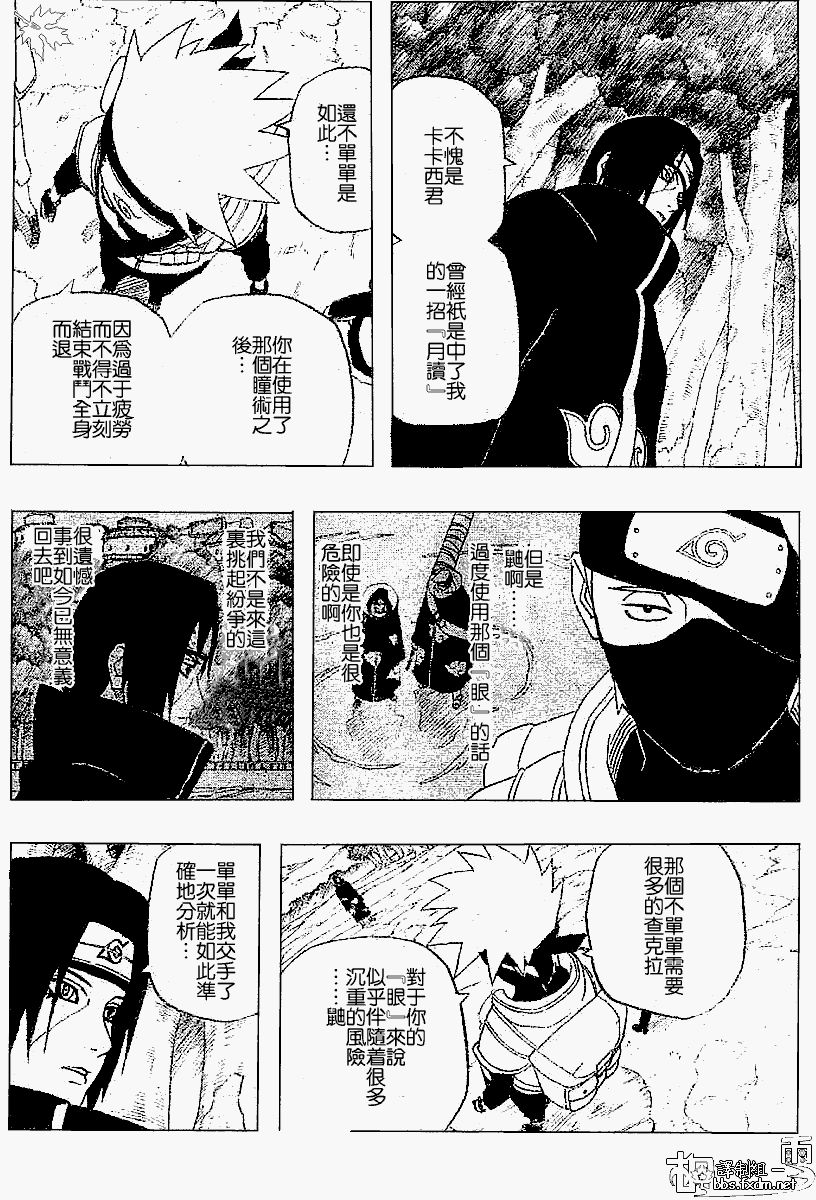 不愧是
卡卡西君
曾經祇是中了我
的一招『月讀』
還不單單是
如此…
你在使用了
那個瞳術之
後…
因爲過于疲勞
而不得不立刻
結束戰鬥全身
而退
但是
鼬啊……
過度使用那個『眼』的話
即使是你也是很
危險的啊
我們不是來這
裏挑起紛爭的
很遺憾
事到如今已無意義
回去吧
那個不單單需要
很多的查克拉
對于你的
『眼』來說
似乎伴隨着很多
沉重的風險
……鼬
單單和我交手了
一次就能如此準
確地分析…
雨
桐
譯制組
bbs.fxdm.net